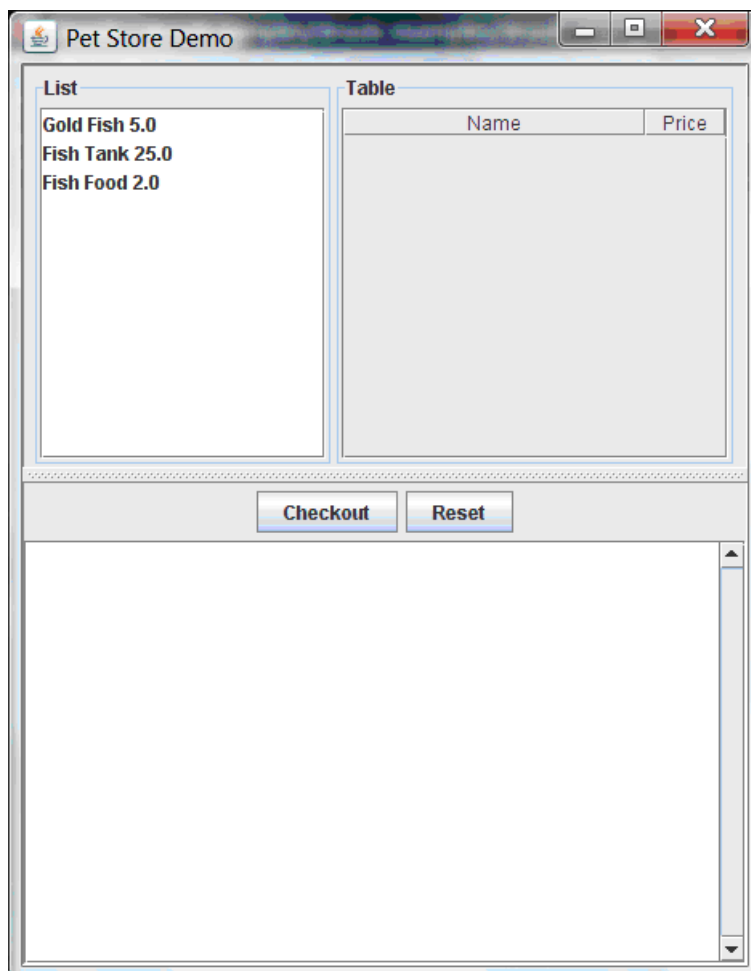 Pet Store Demo
List
Gold Fish 5.0
Fish Tank 25.0
Fish Food 2.0
Table
Name Price
Checkout Reset